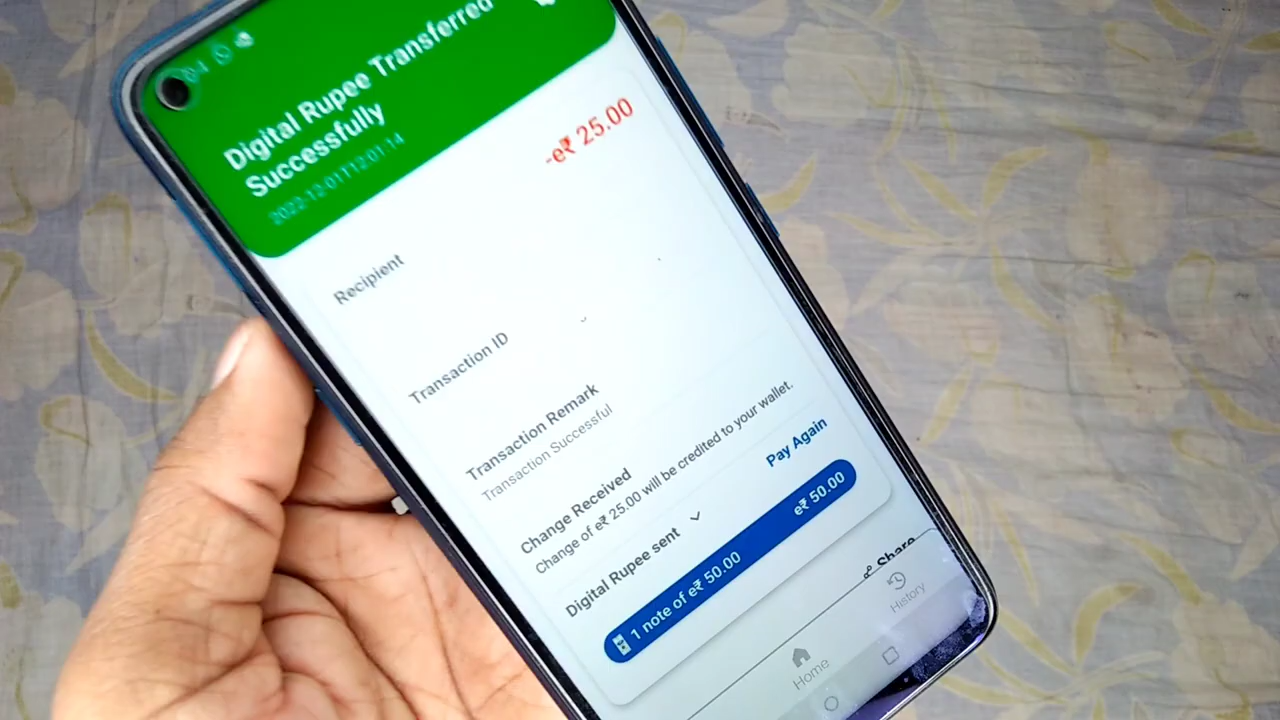 84
Digital Rupee Transferred
Successfully
2022-12-01T12:01:14
-e₹ 25.00
Recipient
Transaction ID
Transaction Remark
Transaction Successful
Change Received
Change of e₹ 25.00 will be credited to your wallet.
Pay Again
Digital Rupee sent
1 note of e₹ 50.00 e₹ 50.00
Share
Home
History